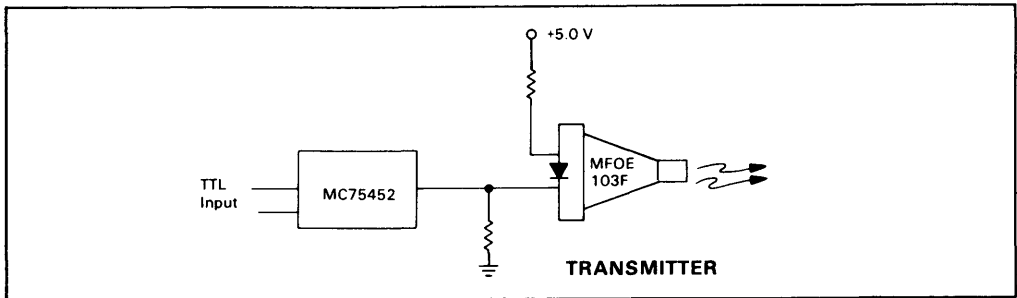 +5.0 V
MFOE
103F
TTL
Input
MC75452
TRANSMITTER